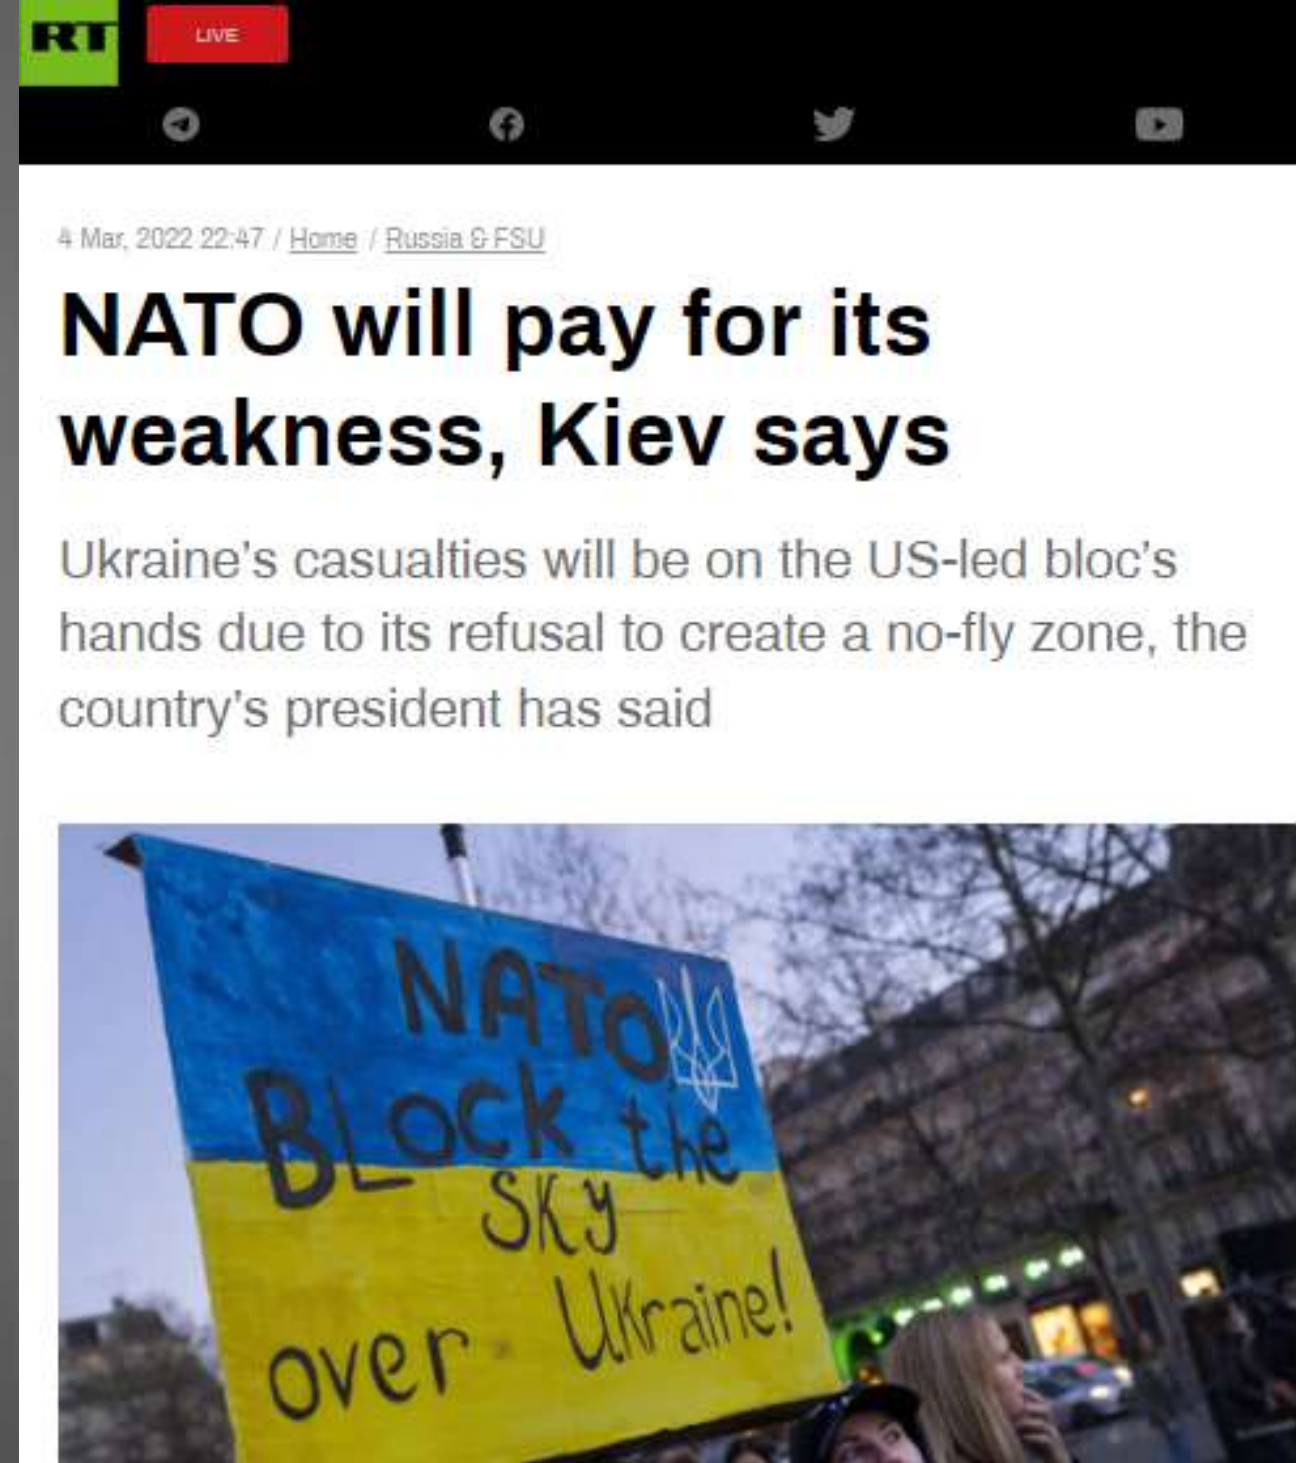 RT
LIVE
4 Mar, 2022 22:47 / Home / Russia & FSU
NATO will pay for its
weakness, Kiev says
Ukraine's casualties will be on the US-led bloc's
hands due to its refusal to create a no-fly zone, the
country's president has said
NATO
BLock the
SKy
over Ukraine!